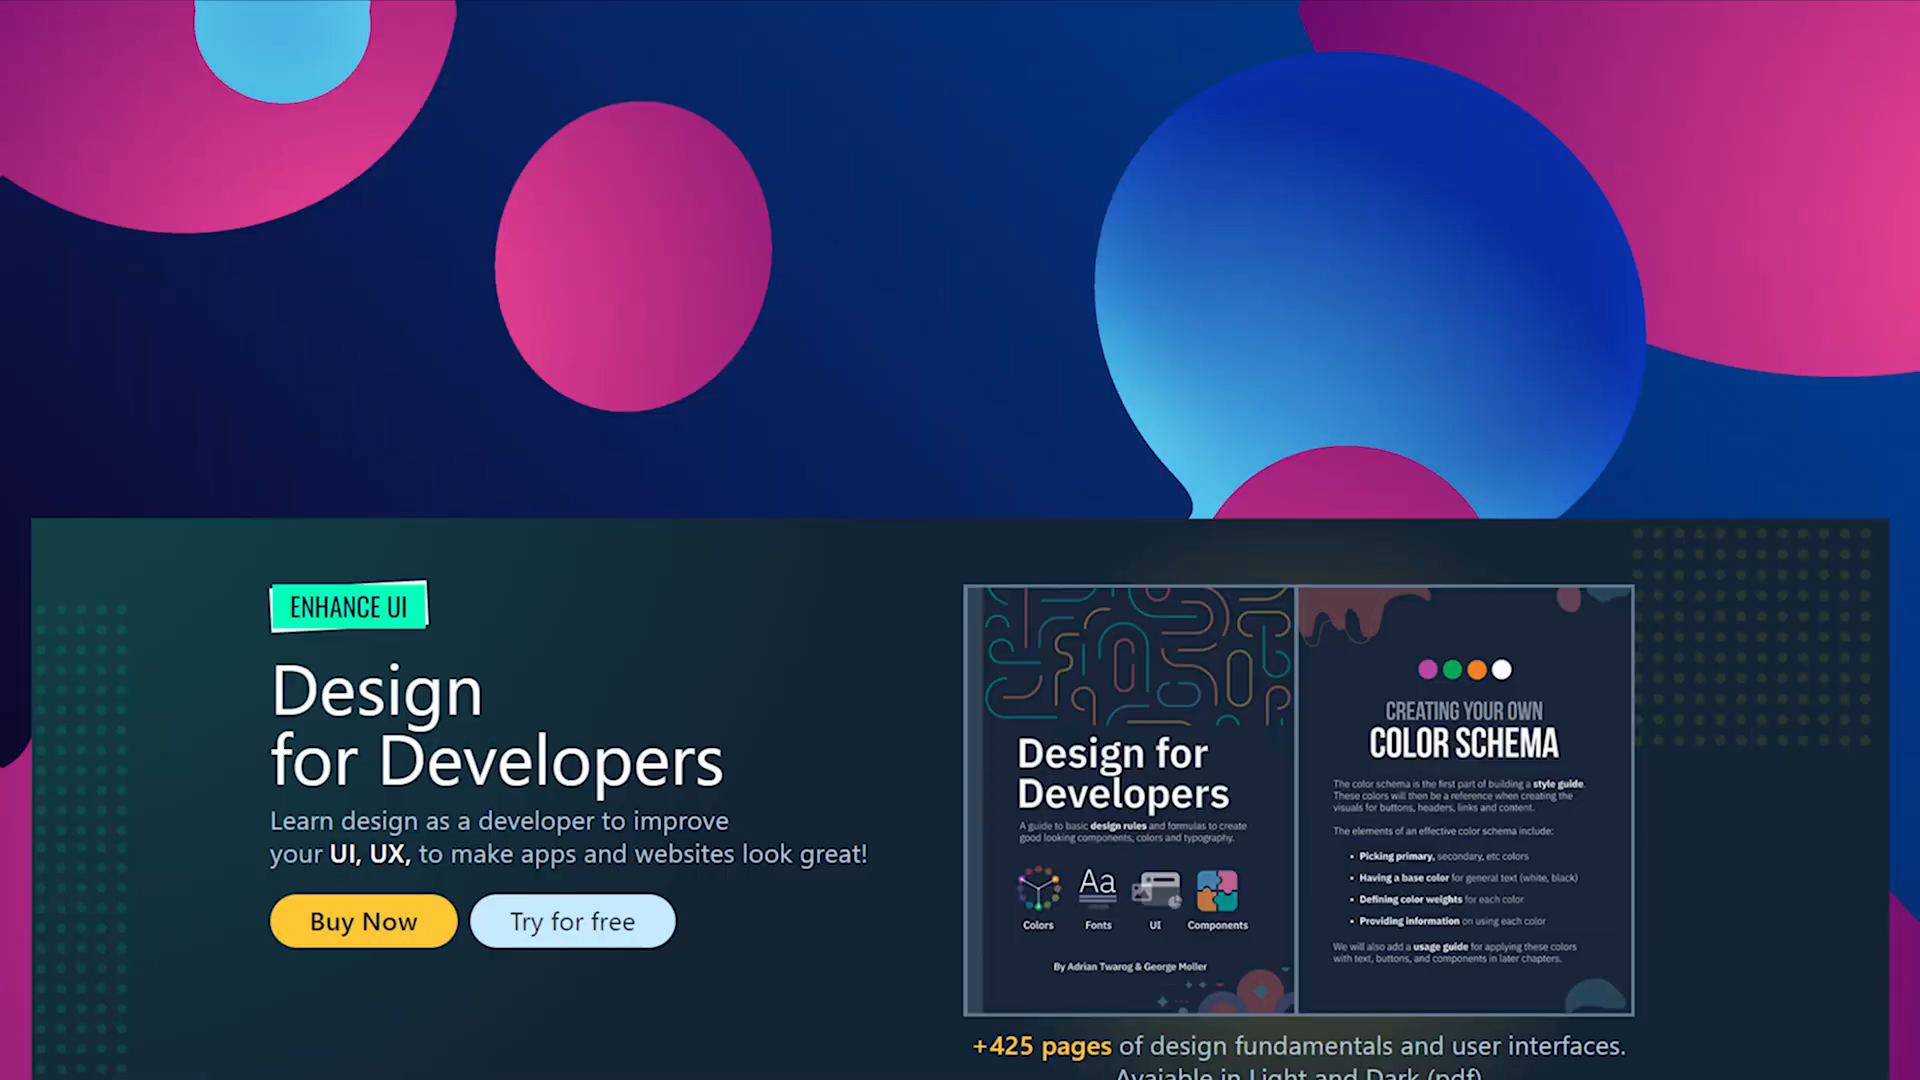 ENHANCE UI
Design
for Developers
Learn design as a developer to improve
your UI, UX, to make apps and websites look great!
Buy Now
Try for free
Design for
Developers
A guide to basic design rules and formulas to create
good looking components, colors and typography.
Aa
Colors
Fonts
UI
Components
By Adrian Twarog & George Moller
CREATING YOUR OWN
COLOR SCHEMA
The color schema is the first part of building a style guide.
These colors will then be a reference when creating the
visuals for buttons, headers, links and content.
The elements of an effective color schema include:
• Picking primary, secondary, etc colors
• Having a base color for general text (white, black)
• Defining color weights for each color
• Providing information on using each color
We will also add a usage guide for applying these colors
with text, buttons, and components in later chapters.
+425 pages of design fundamentals and user interfaces.
Avaiable in Light and Dark (pdf)